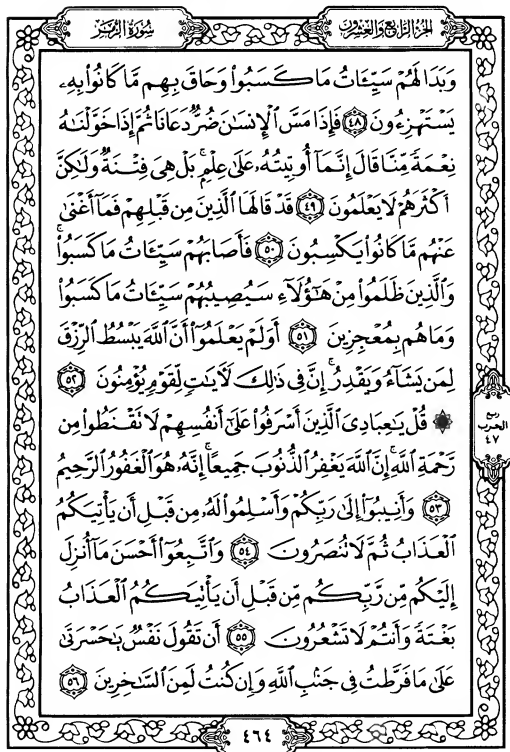 الجزء الرابع والعشرون
سورة الزمر
وَبَدَا لَهُمْ سَيِّـَٔاتُ مَا كَسَبُوا۟ وَحَاقَ بِهِم مَّا كَانُوا۟ بِهِۦ
يَسْتَهْزِءُونَ ٤٨ فَإِذَا مَسَّ ٱلْإِنسَـٰنَ ضُرٌّ دَعَانَا ثُمَّ إِذَا خَوَّلْنَـٰهُ
نِعْمَةً مِّنَّا قَالَ إِنَّمَآ أُوتِيتُهُۥ عَلَىٰ عِلْمٍۭ ۚ بَلْ هِىَ فِتْنَةٌ وَلَـٰكِنَّ
أَكْثَرَهُمْ لَا يَعْلَمُونَ ٤٩ قَدْ قَالَهَا ٱلَّذِينَ مِن قَبْلِهِمْ فَمَآ أَغْنَىٰ
عَنْهُم مَّا كَانُوا۟ يَكْسِبُونَ ٥٠ فَأَصَابَهُمْ سَيِّـَٔاتُ مَا كَسَبُوا۟ ۚ
وَٱلَّذِينَ ظَلَمُوا۟ مِنْ هَـٰٓؤُلَآءِ سَيُصِيبُهُمْ سَيِّـَٔاتُ مَا كَسَبُوا۟
وَمَا هُم بِمُعْجِزِينَ ٥١ أَوَلَمْ يَعْلَمُوٓا۟ أَنَّ ٱللَّهَ يَبْسُطُ ٱلرِّزْقَ
لِمَن يَشَآءُ وَيَقْدِرُ ۚ إِنَّ فِى ذَٰلِكَ لَـَٔايَـٰتٍ لِّقَوْمٍ يُؤْمِنُونَ ٥٢
۞ قُلْ يَـٰعِبَادِىَ ٱلَّذِينَ أَسْرَفُوا۟ عَلَىٰٓ أَنفُسِهِمْ لَا تَقْنَطُوا۟ مِن
رَّحْمَةِ ٱللَّهِ ۚ إِنَّ ٱللَّهَ يَغْفِرُ ٱلذُّنُوبَ جَمِيعًا ۚ إِنَّهُۥ هُوَ ٱلْغَفُورُ ٱلرَّحِيمُ
٥٣ وَأَنِيبُوٓا۟ إِلَىٰ رَبِّكُمْ وَأَسْلِمُوا۟ لَهُۥ مِن قَبْلِ أَن يَأْتِيَكُمُ
ٱلْعَذَابُ ثُمَّ لَا تُنصَرُونَ ٥٤ وَٱتَّبِعُوٓا۟ أَحْسَنَ مَآ أُنزِلَ
إِلَيْكُم مِّن رَّبِّكُم مِّن قَبْلِ أَن يَأْتِيَكُمُ ٱلْعَذَابُ
بَغْتَةً وَأَنتُمْ لَا تَشْعُرُونَ ٥٥ أَن تَقُولَ نَفْسٌ يَـٰحَسْرَتَىٰ
عَلَىٰ مَا فَرَّطتُ فِى جَنۢبِ ٱللَّهِ وَإِن كُنتُ لَمِنَ ٱلسَّـٰخِرِينَ ٥٦
ربع
الحزب
٤٧
٤٦٤